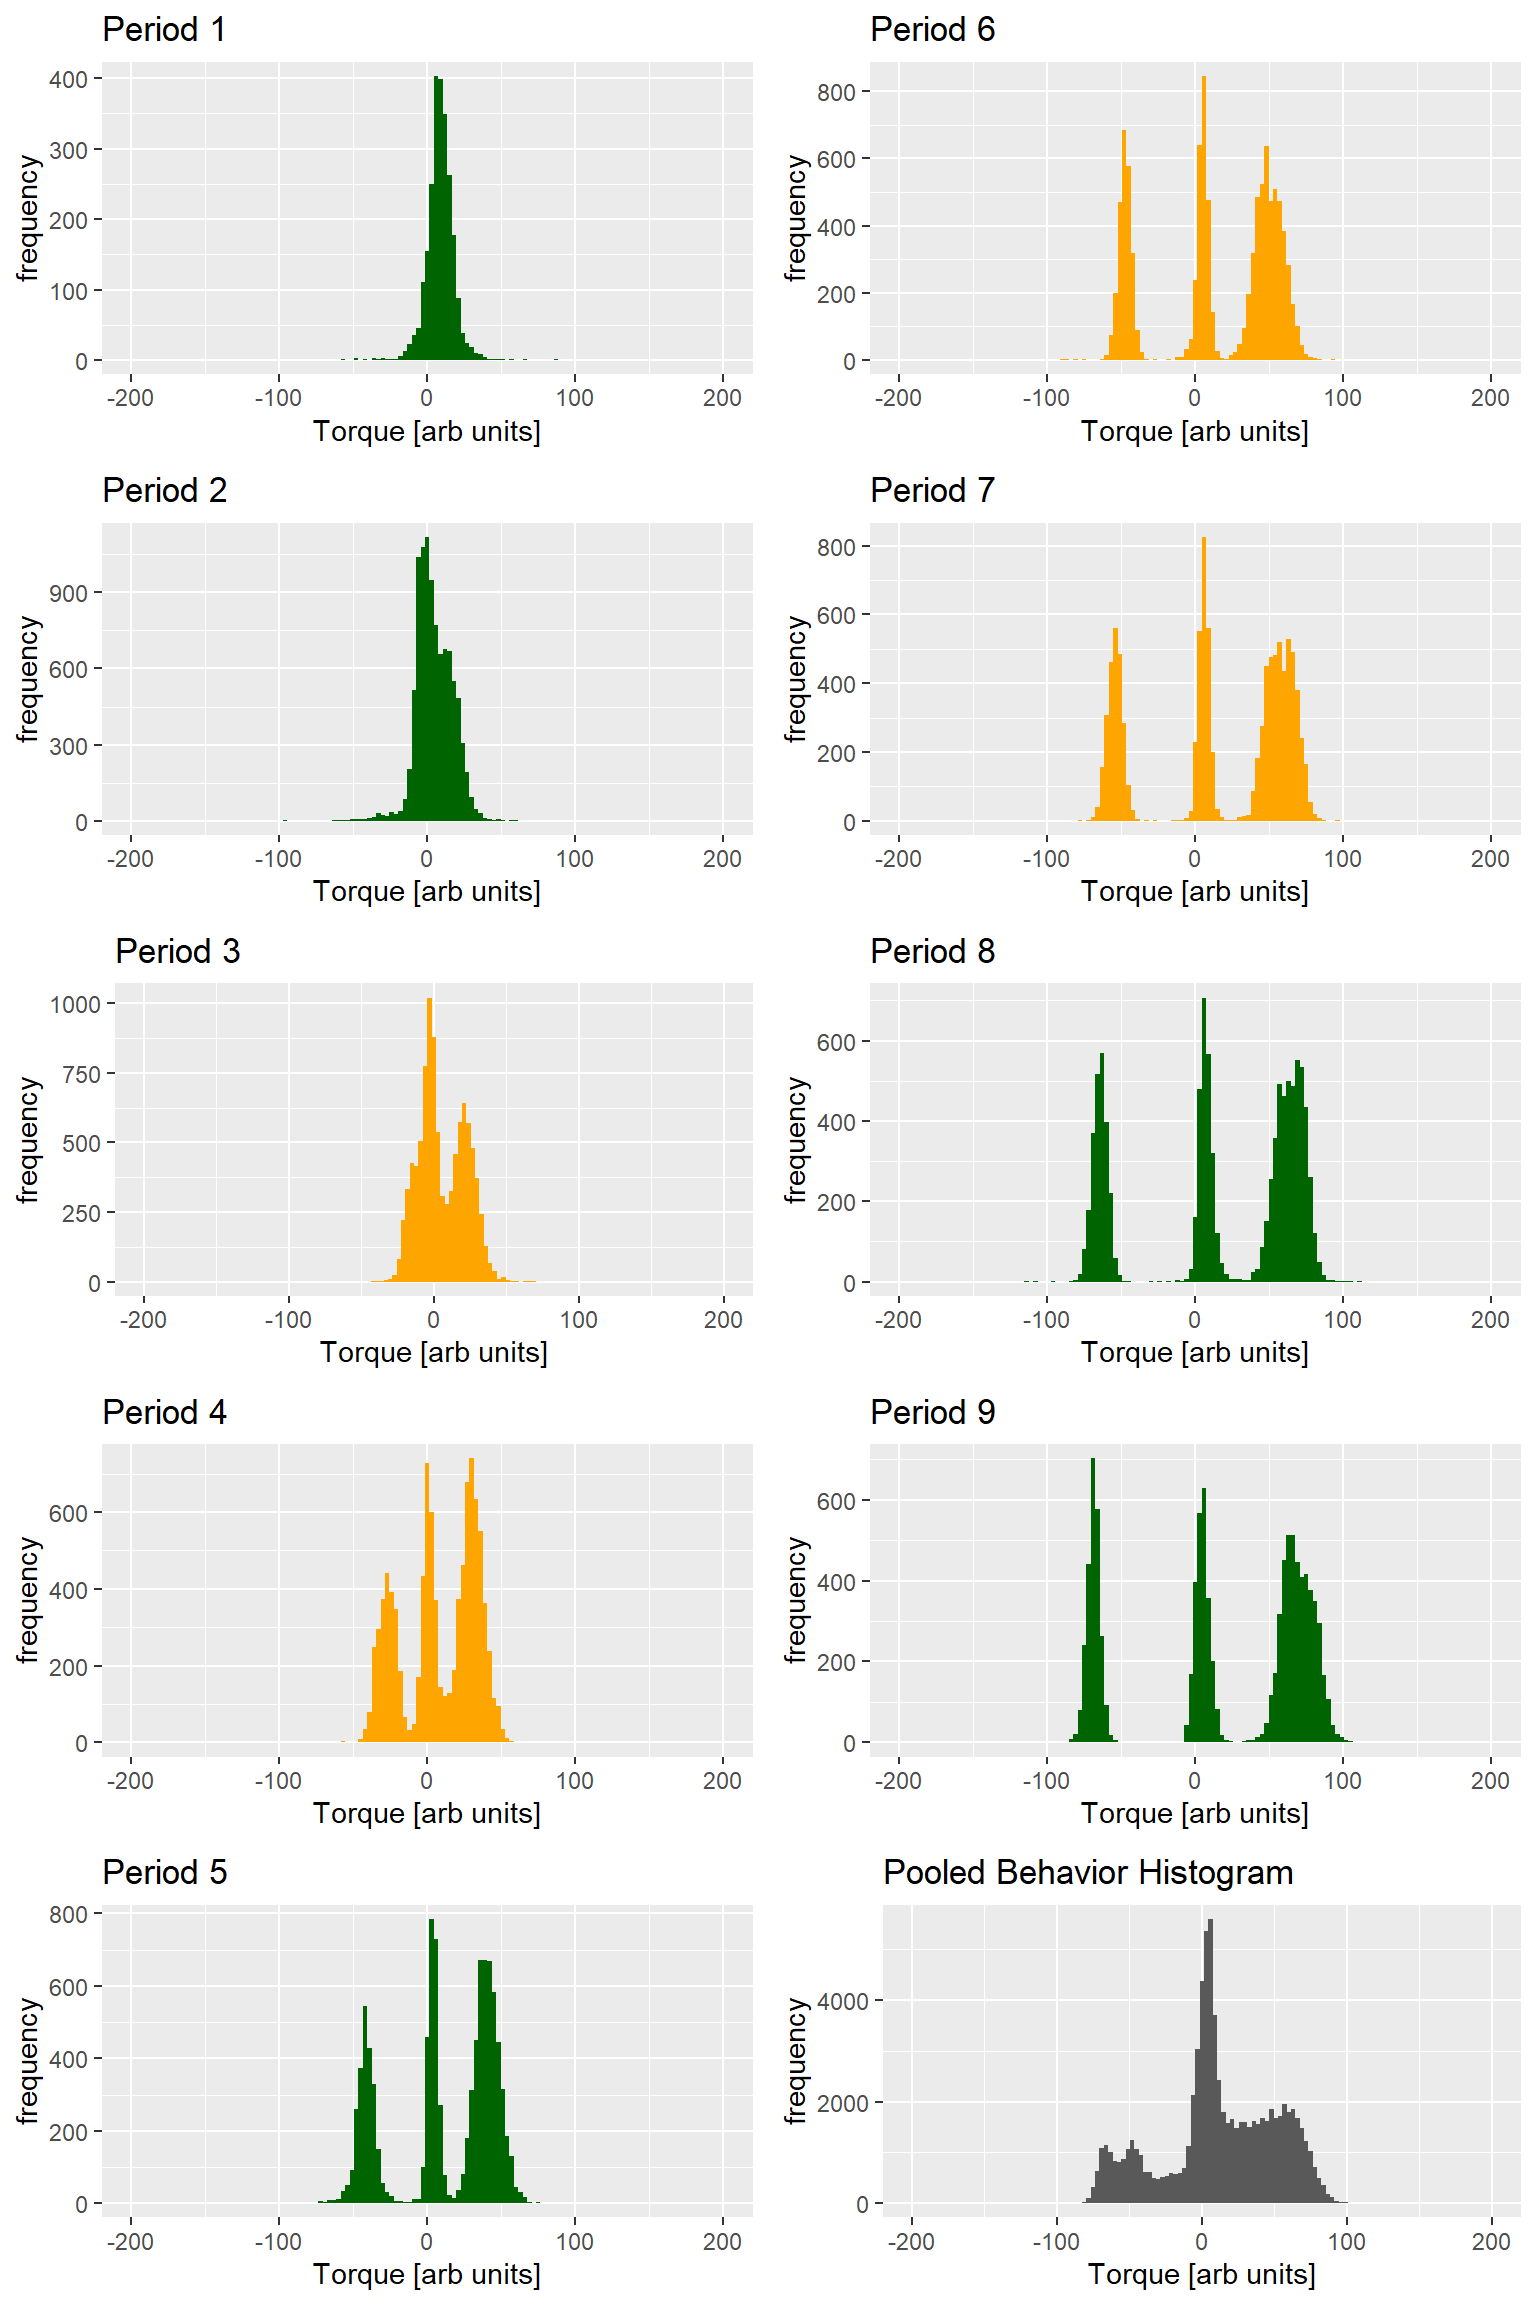 Period 1
frequency
400
300
200
100
0
-200 -100 0 100 200
Torque [arb units]
Period 6
frequency
800
600
400
200
0
-200 -100 0 100 200
Torque [arb units]
Period 2
frequency
900
600
300
0
-200 -100 0 100 200
Torque [arb units]
Period 7
frequency
800
600
400
200
0
-200 -100 0 100 200
Torque [arb units]
Period 3
frequency
1000
750
500
250
0
-200 -100 0 100 200
Torque [arb units]
Period 8
frequency
600
400
200
0
-200 -100 0 100 200
Torque [arb units]
Period 4
frequency
600
400
200
0
-200 -100 0 100 200
Torque [arb units]
Period 9
frequency
600
400
200
0
-200 -100 0 100 200
Torque [arb units]
Period 5
frequency
800
600
400
200
0
-200 -100 0 100 200
Torque [arb units]
Pooled Behavior Histogram
frequency
4000
2000
0
-200 -100 0 100 200
Torque [arb units]